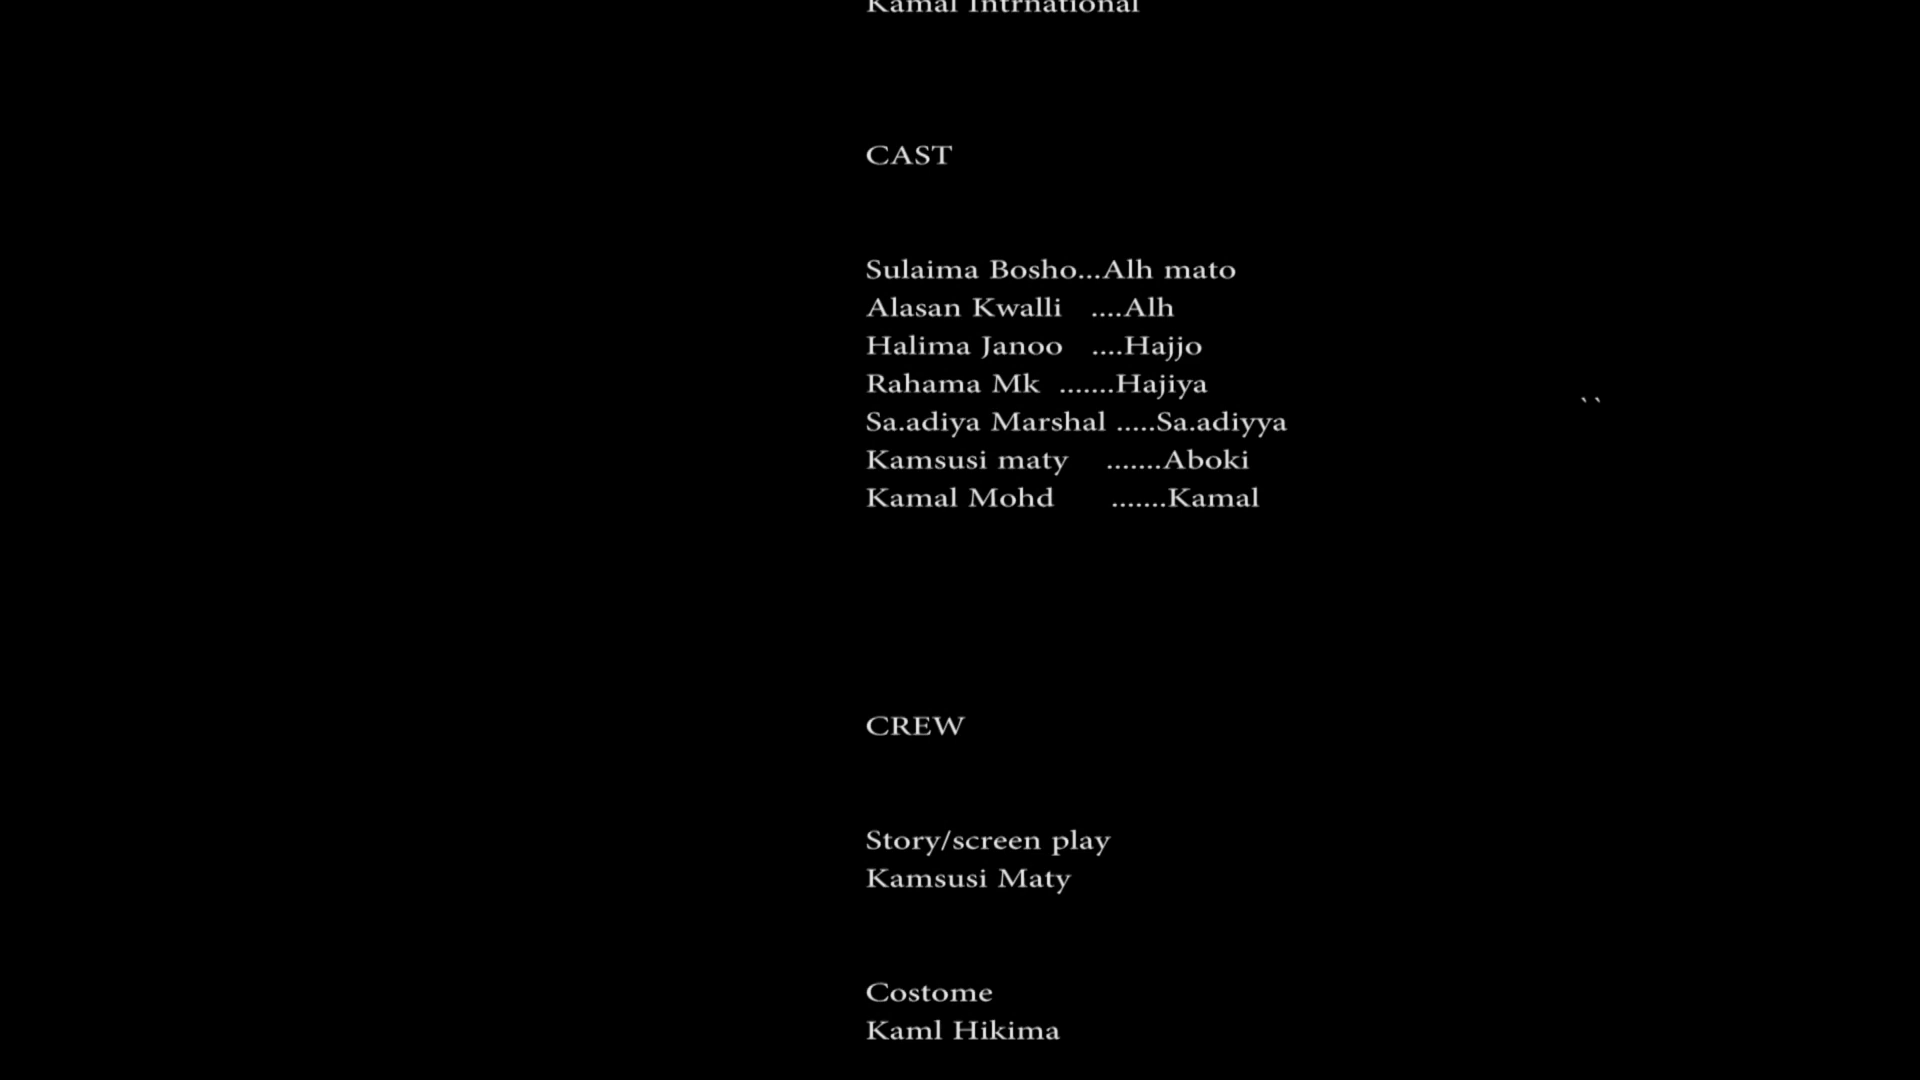 Kamal Intrnational
CAST
Sulaima Bosho...Alh mato
Alasan Kwalli ....Alh
Halima Janoo ....Hajjo
Rahama Mk .......Hajiya
Sa.adiya Marshal .....Sa.adiyya
``
Kamsusi maty .......Aboki
Kamal Mohd .......Kamal
CREW
Story/screen play
Kamsusi Maty
Costome
Kaml Hikima